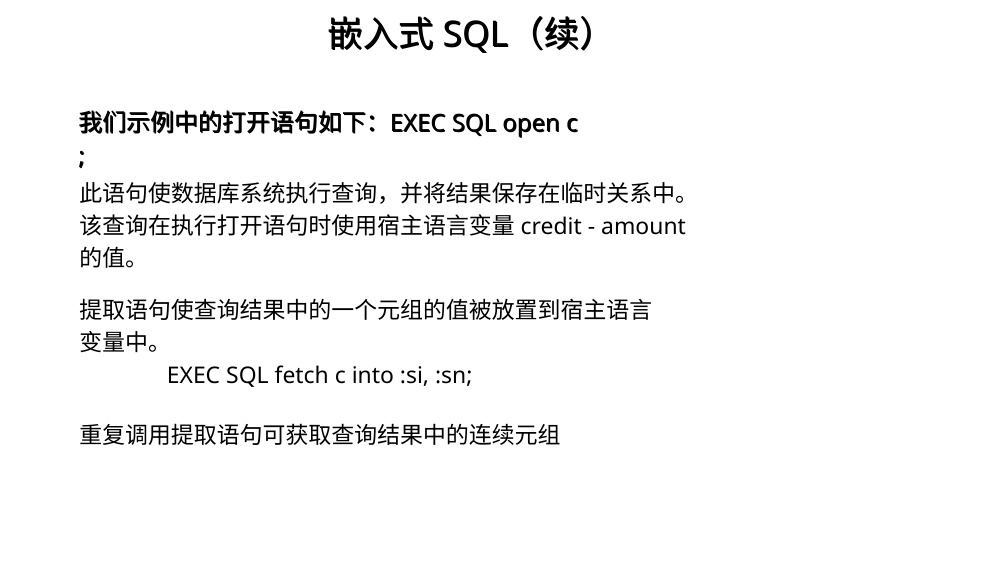 嵌入式 SQL（续）
我们示例中的打开语句如下：EXEC SQL open c
;
此语句使数据库系统执行查询，并将结果保存在临时关系中。
该查询在执行打开语句时使用宿主语言变量 credit - amount
的值。
提取语句使查询结果中的一个元组的值被放置到宿主语言
变量中。
EXEC SQL fetch c into :si, :sn;
重复调用提取语句可获取查询结果中的连续元组